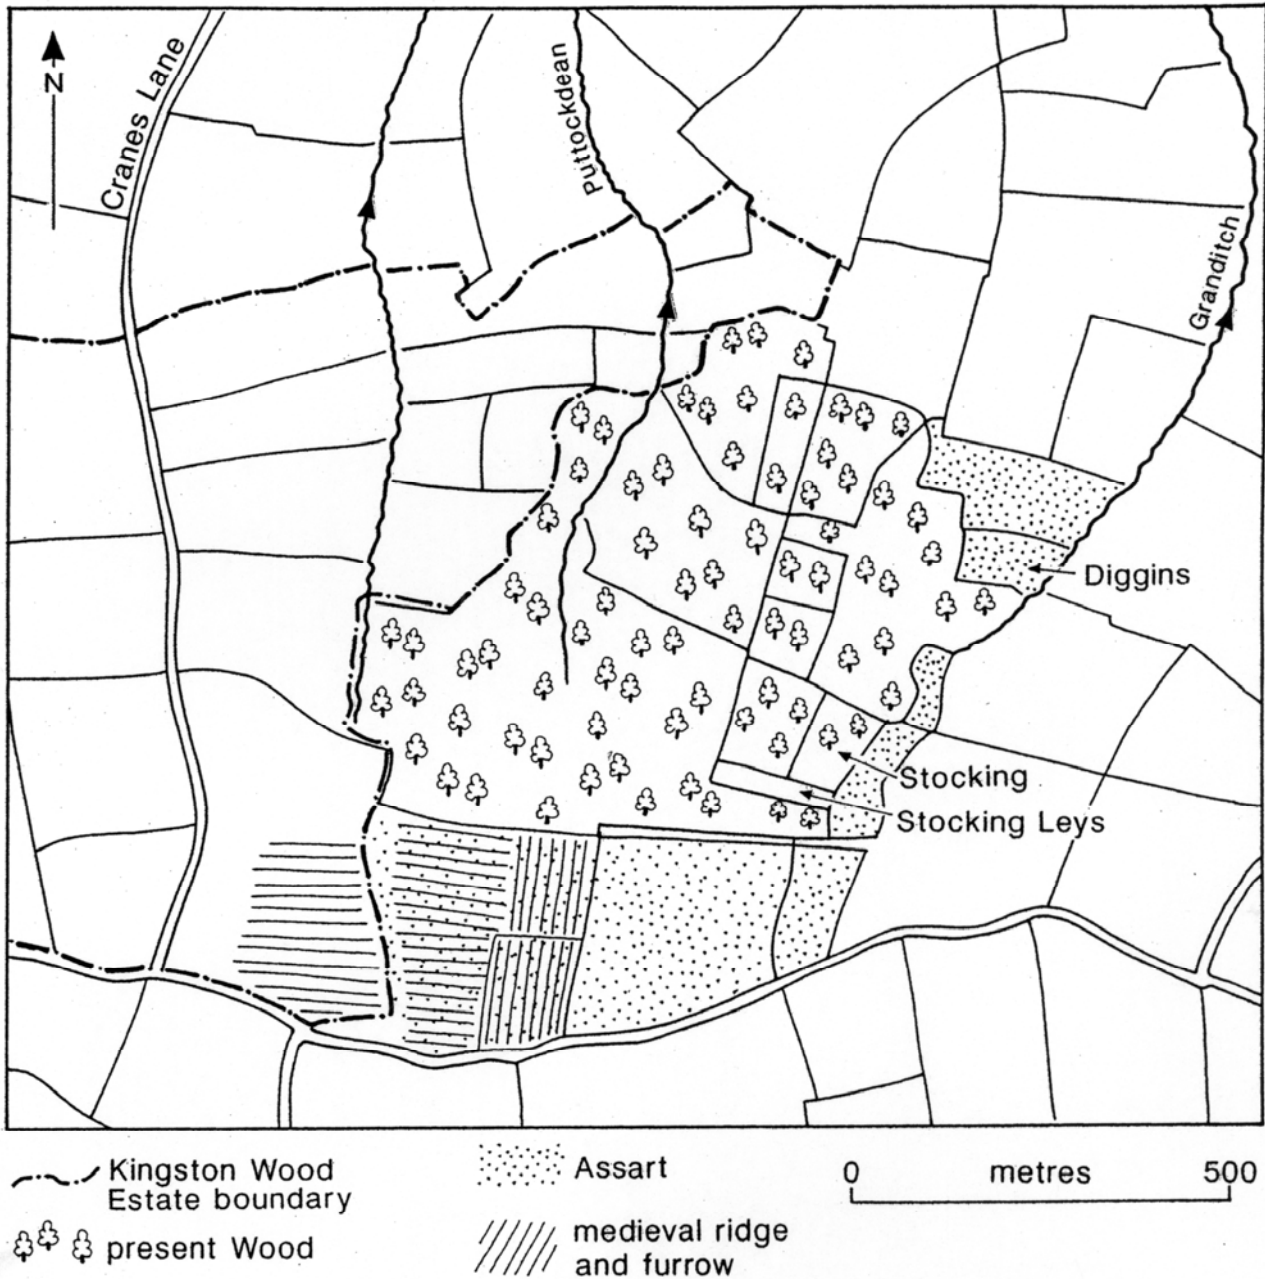 N
Cranes Lane
Puttockdean
Granditch
Diggins
Stocking
Stocking Leys
Kingston Wood
Estate boundary
present Wood
Assart
medieval ridge
and furrow
0 metres 500